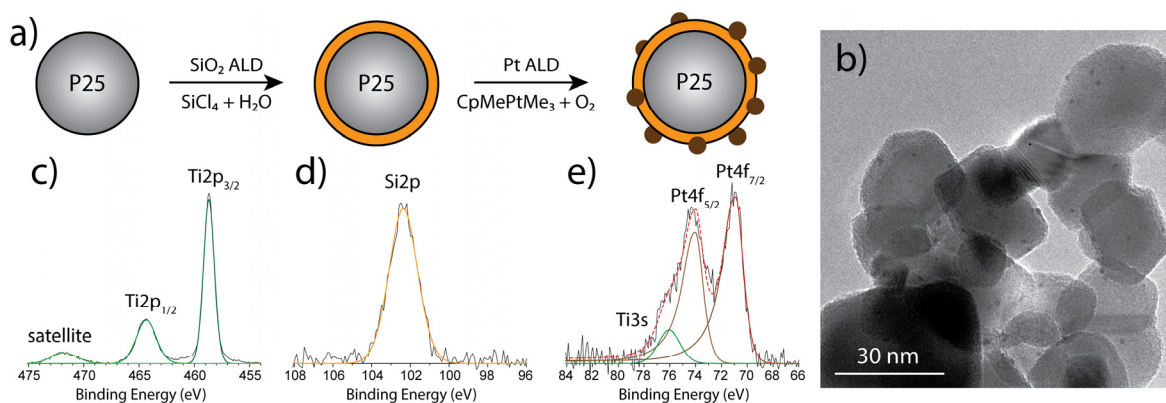 a)
P25
SiO₂ ALD
SiCl₄ + H₂O
P25
Pt ALD
CpMePtMe₃ + O₂
P25
b)
30 nm
c)
Ti2p₃/₂
Ti2p₁/₂
satellite
475 470 465 460 455
Binding Energy (eV)
d)
Si2p
108 106 104 102 100 98 96
Binding Energy (eV)
e)
Pt4f₇/₂
Pt4f₅/₂
Ti3s
84 82 80 78 76 74 72 70 68 66
Binding Energy (eV)